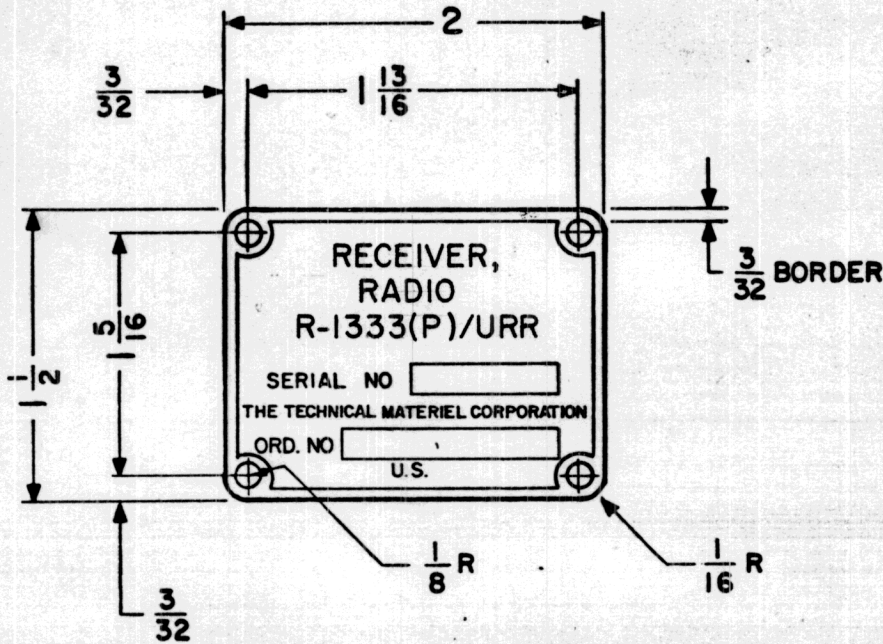 2
3/32
1 13/16
3/32 BORDER
1 1/2
1 5/16
RECEIVER,
RADIO
R-1333(P)/URR
SERIAL NO
THE TECHNICAL MATERIEL CORPORATION
ORD. NO
U.S.
1/8 R
1/16 R
3/32